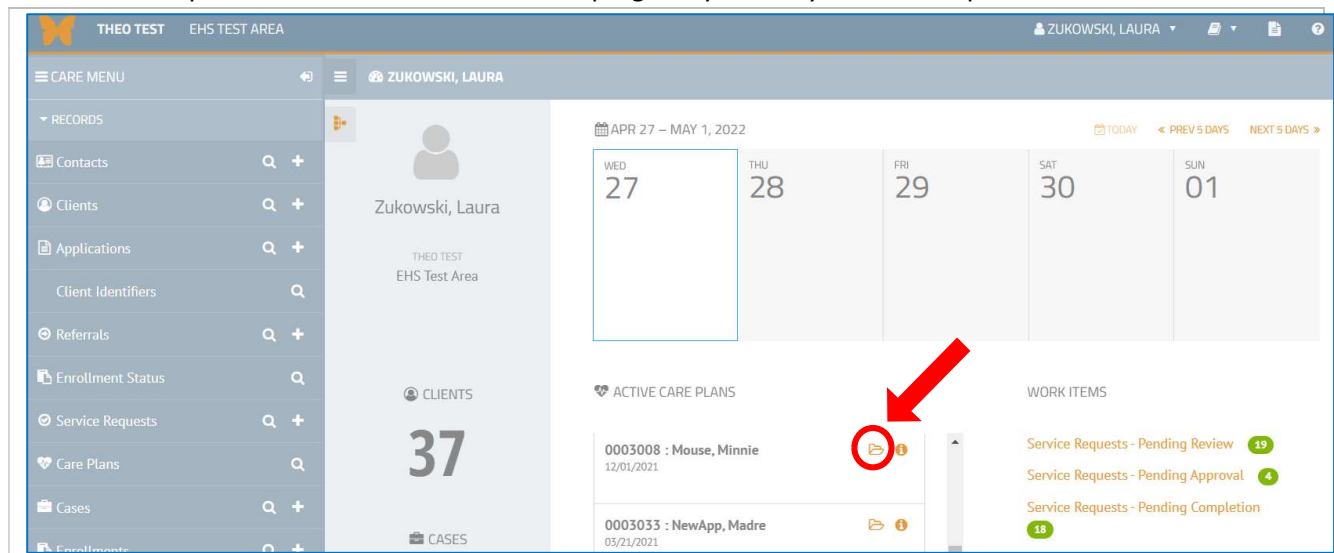 THEO TEST EHS TEST AREA
ZUKOWSKI, LAURA
CARE MENU
ZUKOWSKI, LAURA
RECORDS
Contacts
Clients
Applications
Client Identifiers
Referrals
Enrollment Status
Service Requests
Care Plans
Cases
Enrollments
Zukowski, Laura
THEO TEST
EHS Test Area
CLIENTS
37
CASES
APR 27 – MAY 1, 2022
TODAY « PREV 5 DAYS NEXT 5 DAYS »
WED
27
THU
28
FRI
29
SAT
30
SUN
01
ACTIVE CARE PLANS
0003008 : Mouse, Minnie
12/01/2021
0003033 : NewApp, Madre
03/21/2021
WORK ITEMS
Service Requests - Pending Review 19
Service Requests - Pending Approval 4
Service Requests - Pending Completion
18